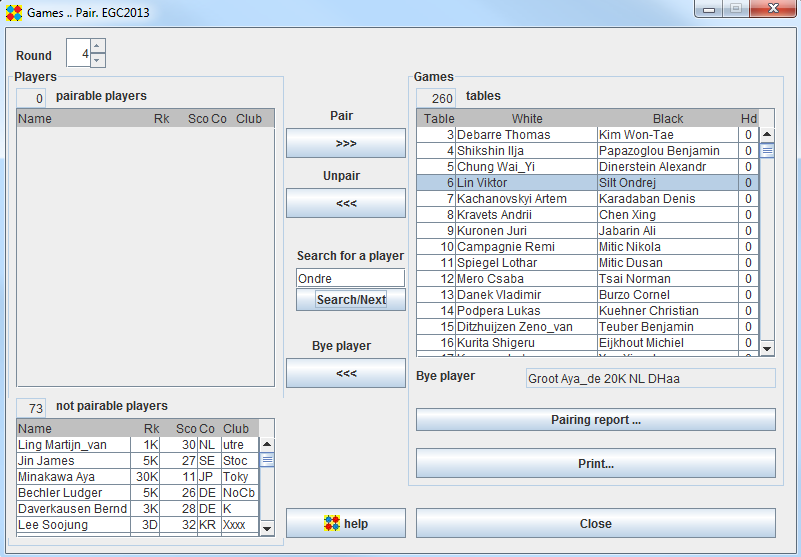 Games .. Pair. EGC2013
Round 4
Players
0 pairable players
Name Rk Sco Co Club
73 not pairable players
Name Rk Sco Co Club
Ling Martijn_van 1K 30 NL utre
Jin James 5K 27 SE Stoc
Minakawa Aya 30K 11 JP Toky
Bechler Ludger 5K 26 DE NoCb
Daverkausen Bernd 3K 28 DE K
Lee Soojung 3D 32 KR Xxxx
Pair
>>>
Unpair
<<<
Search for a player
Ondre
Search/Next
Bye player
<<<
help
Games
260 tables
Table White Black Hd
3 Debarre Thomas Kim Won-Tae 0
4 Shikshin Ilja Papazoglou Benjamin 0
5 Chung Wai_Yi Dinerstein Alexandr 0
6 Lin Viktor Silt Ondrej 0
7 Kachanovskyi Artem Karadaban Denis 0
8 Kravets Andrii Chen Xing 0
9 Kuronen Juri Jabarin Ali 0
10 Campagnie Remi Mitic Nikola 0
11 Spiegel Lothar Mitic Dusan 0
12 Mero Csaba Tsai Norman 0
13 Danek Vladimir Burzo Cornel 0
14 Podpera Lukas Kuehner Christian 0
15 Ditzhuijzen Zeno_van Teuber Benjamin 0
16 Kurita Shigeru Eijkhout Michiel 0
Bye player Groot Aya_de 20K NL DHaa
Pairing report ...
Print...
Close